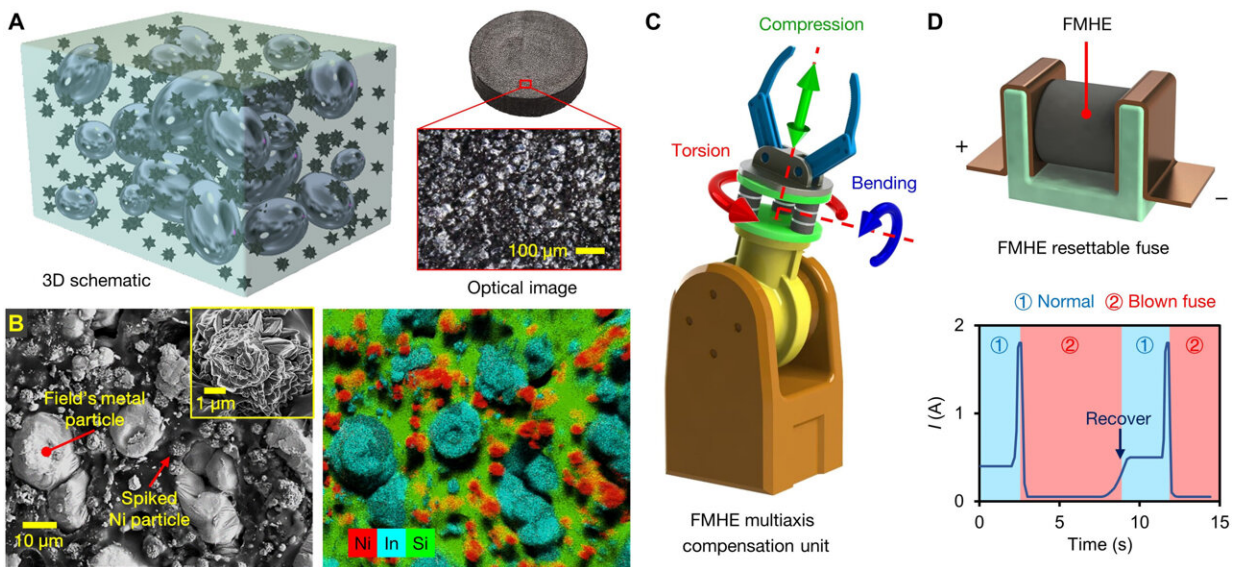 A
3D schematic
100 µm
Optical image
B
Field's metal
particle
Spiked
Ni particle
10 µm
1 µm
Ni In Si
C
Compression
Torsion
Bending
FMHE multiaxis
compensation unit
D
FMHE
+
–
FMHE resettable fuse
① Normal ② Blown fuse
2
1
0
I (A)
① ② ① ②
Recover
0 5 10 15
Time (s)